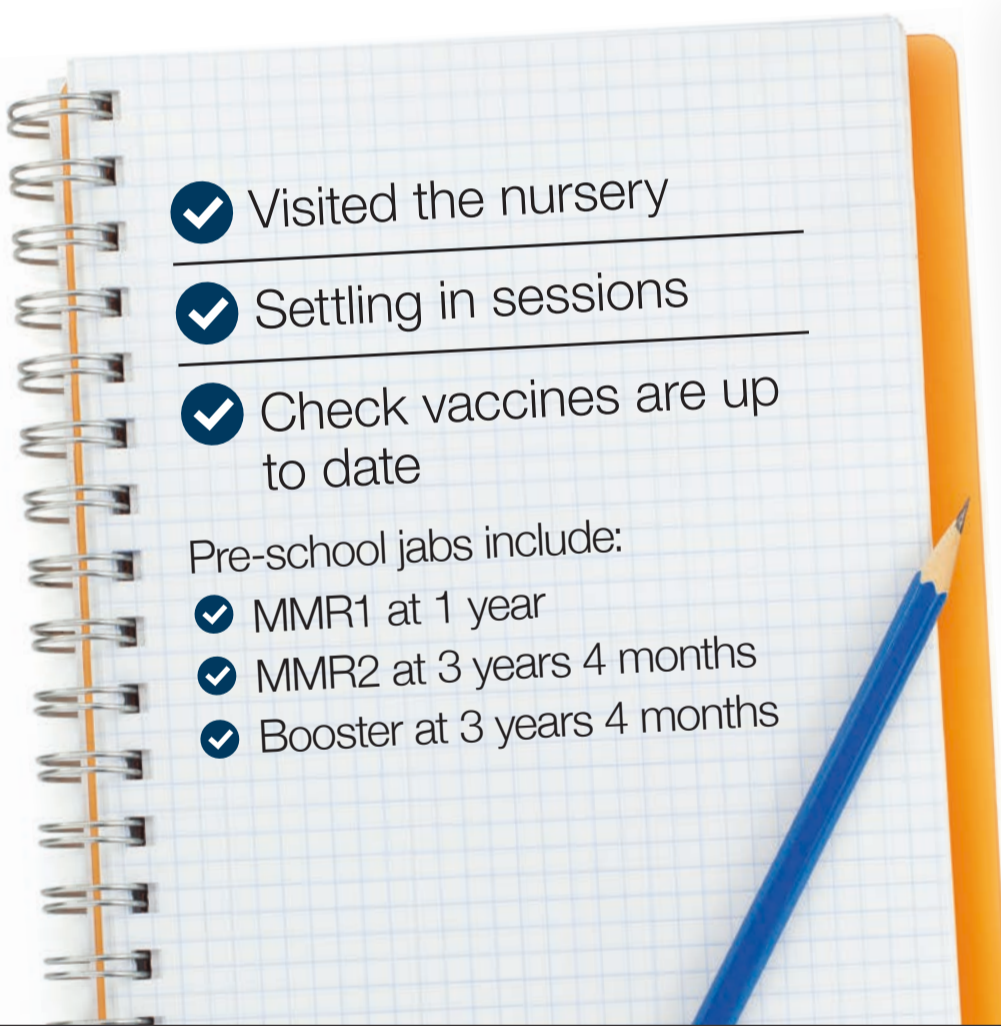 Visited the nursery
Settling in sessions
Check vaccines are up
to date
Pre-school jabs include:
MMR1 at 1 year
MMR2 at 3 years 4 months
Booster at 3 years 4 months